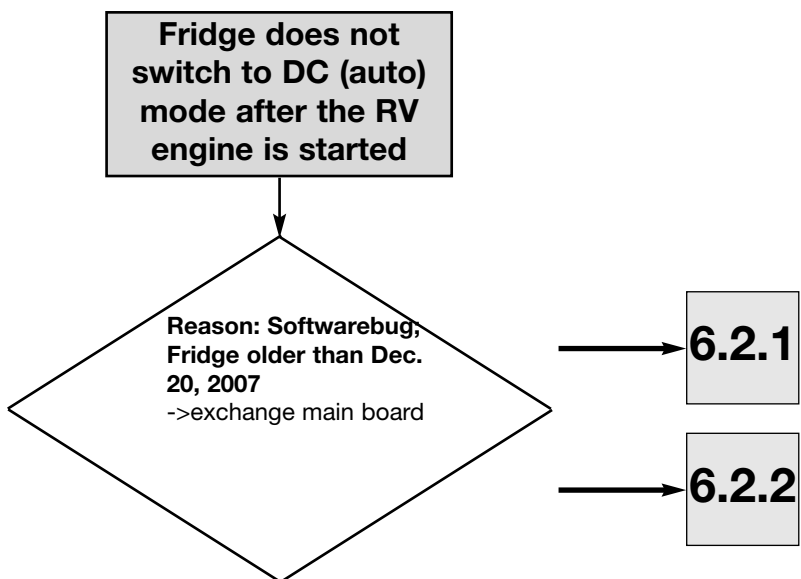 Fridge does not
switch to DC (auto)
mode after the RV
engine is started
Reason: Softwarebug;
Fridge older than Dec.
20, 2007
->exchange main board
6.2.1
6.2.2